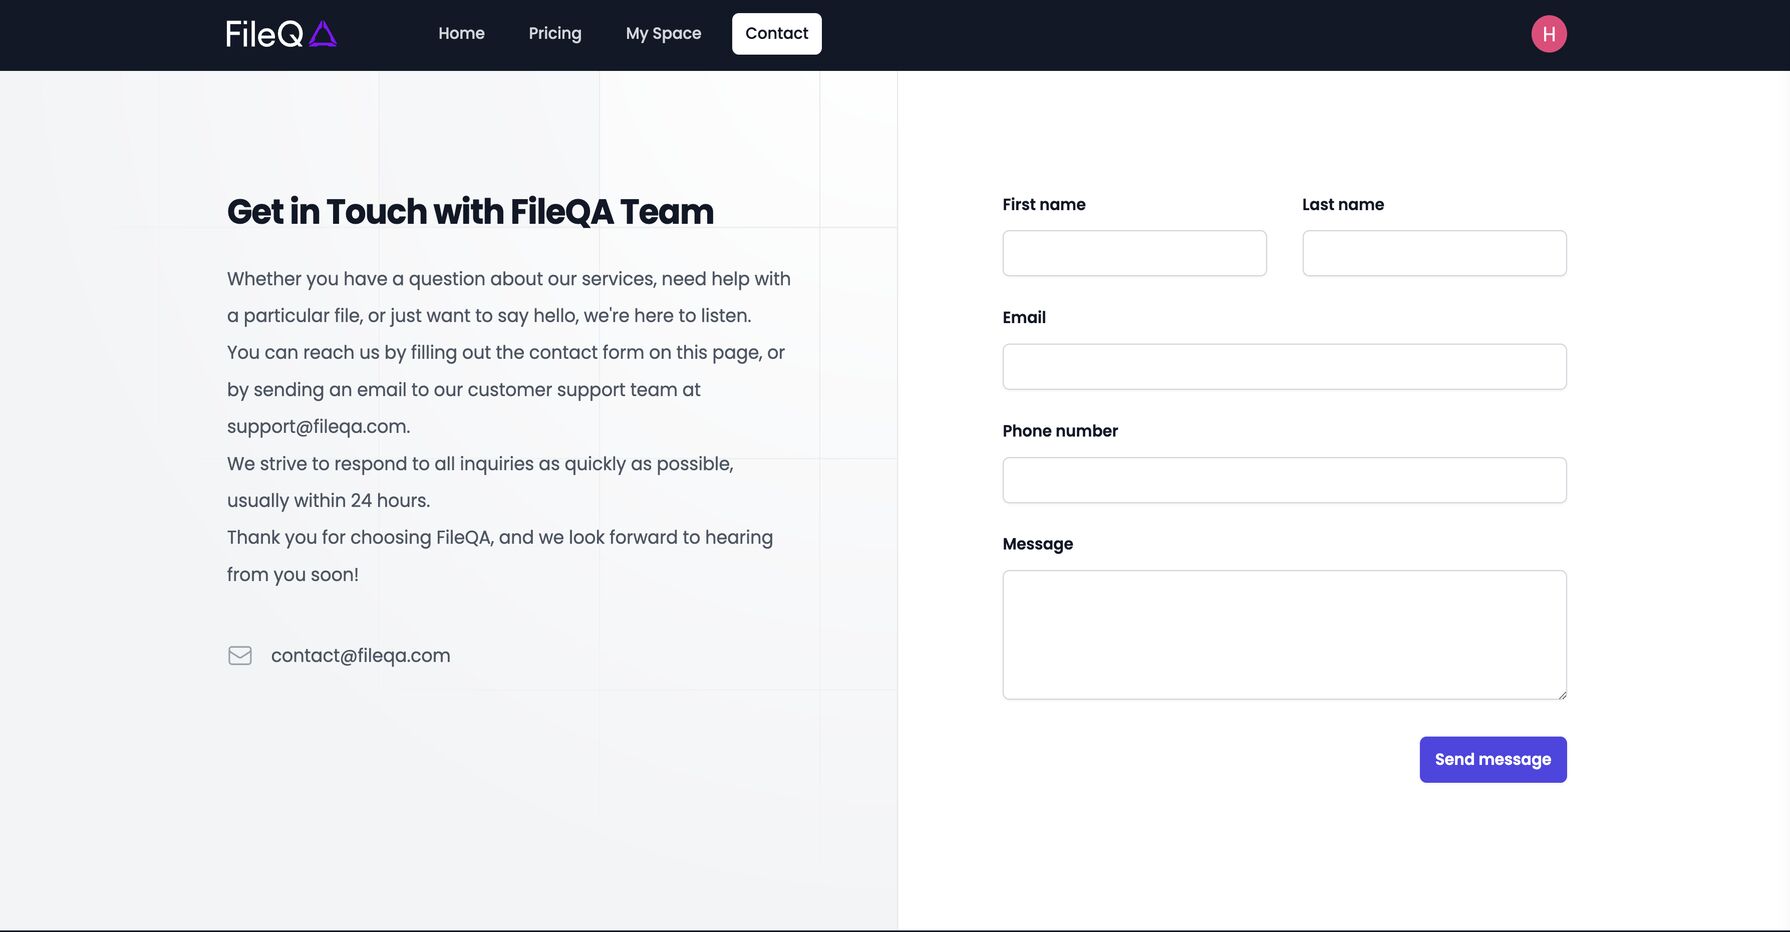 FileQA
Home
Pricing
My Space
Contact
H
Get in Touch with FileQA Team
Whether you have a question about our services, need help with
a particular file, or just want to say hello, we're here to listen.
You can reach us by filling out the contact form on this page, or
by sending an email to our customer support team at
support@fileqa.com.
We strive to respond to all inquiries as quickly as possible,
usually within 24 hours.
Thank you for choosing FileQA, and we look forward to hearing
from you soon!
contact@fileqa.com
First name
Last name
Email
Phone number
Message
Send message